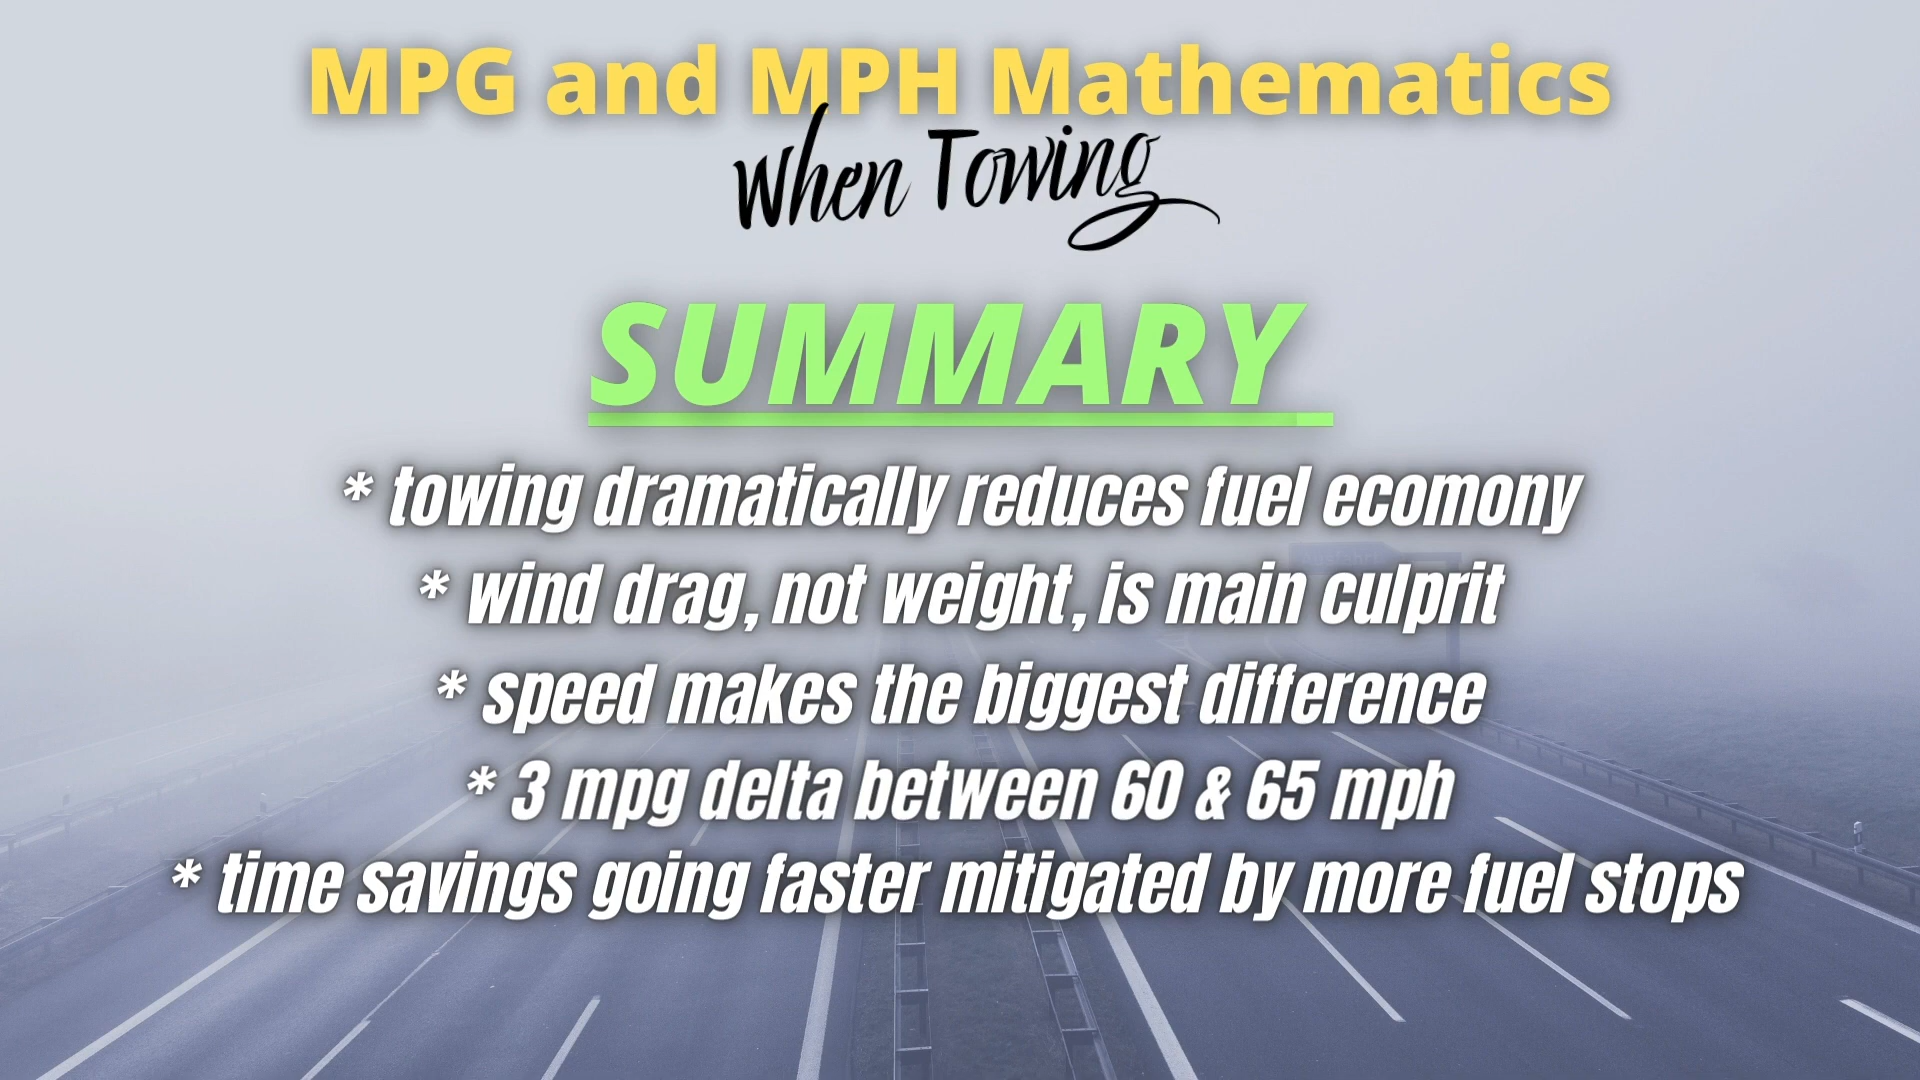 MPG and MPH Mathematics
When Towing
SUMMARY
* towing dramatically reduces fuel ecomony
* wind drag, not weight, is main culprit
* speed makes the biggest difference
* 3 mpg delta between 60 & 65 mph
* time savings going faster mitigated by more fuel stops